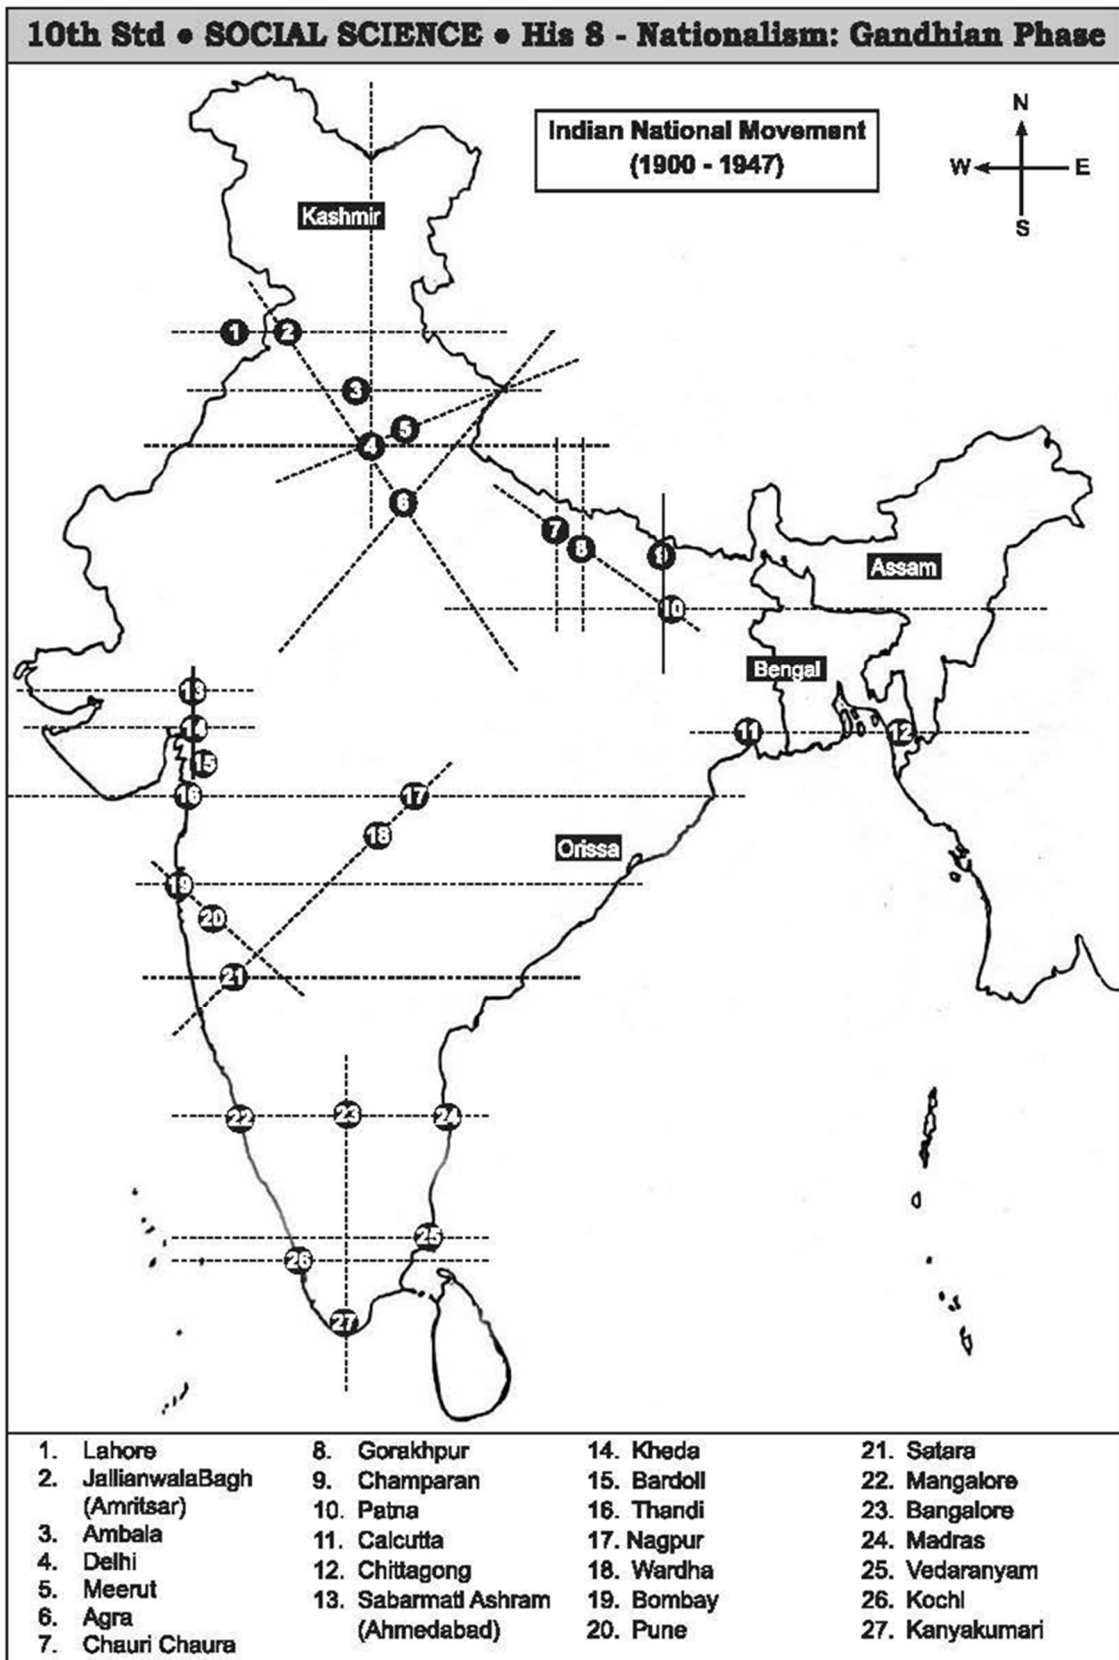 10th Std ● SOCIAL SCIENCE ● His 8 - Nationalism: Gandhian Phase
Indian National Movement
(1900 - 1947)
N
W
E
S
Kashmir
1
2
3
5
4
6
7
8
9
Assam
10
Bengal
13
14
11
12
15
16
17
18
Orissa
19
20
21
22
23
24
25
26
27
1. Lahore
2. JallianwalaBagh
(Amritsar)
3. Ambala
4. Delhi
5. Meerut
6. Agra
7. Chauri Chaura
8. Gorakhpur
9. Champaran
10. Patna
11. Calcutta
12. Chittagong
13. Sabarmati Ashram
(Ahmedabad)
14. Kheda
15. Bardoli
16. Thandi
17. Nagpur
18. Wardha
19. Bombay
20. Pune
21. Satara
22. Mangalore
23. Bangalore
24. Madras
25. Vedaranyam
26. Kochi
27. Kanyakumari